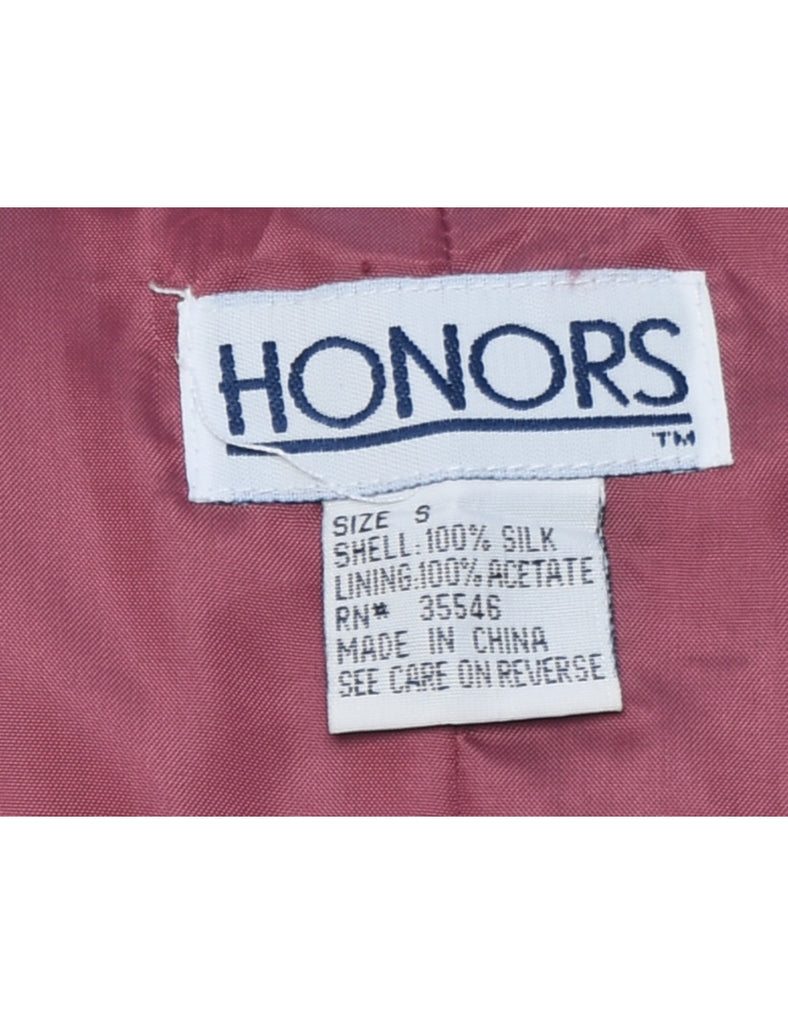 HONORS
TM
SIZE S
SHELL: 100% SILK
LINING: 100% ACETATE
RN# 35546
MADE IN CHINA
SEE CARE ON REVERSE